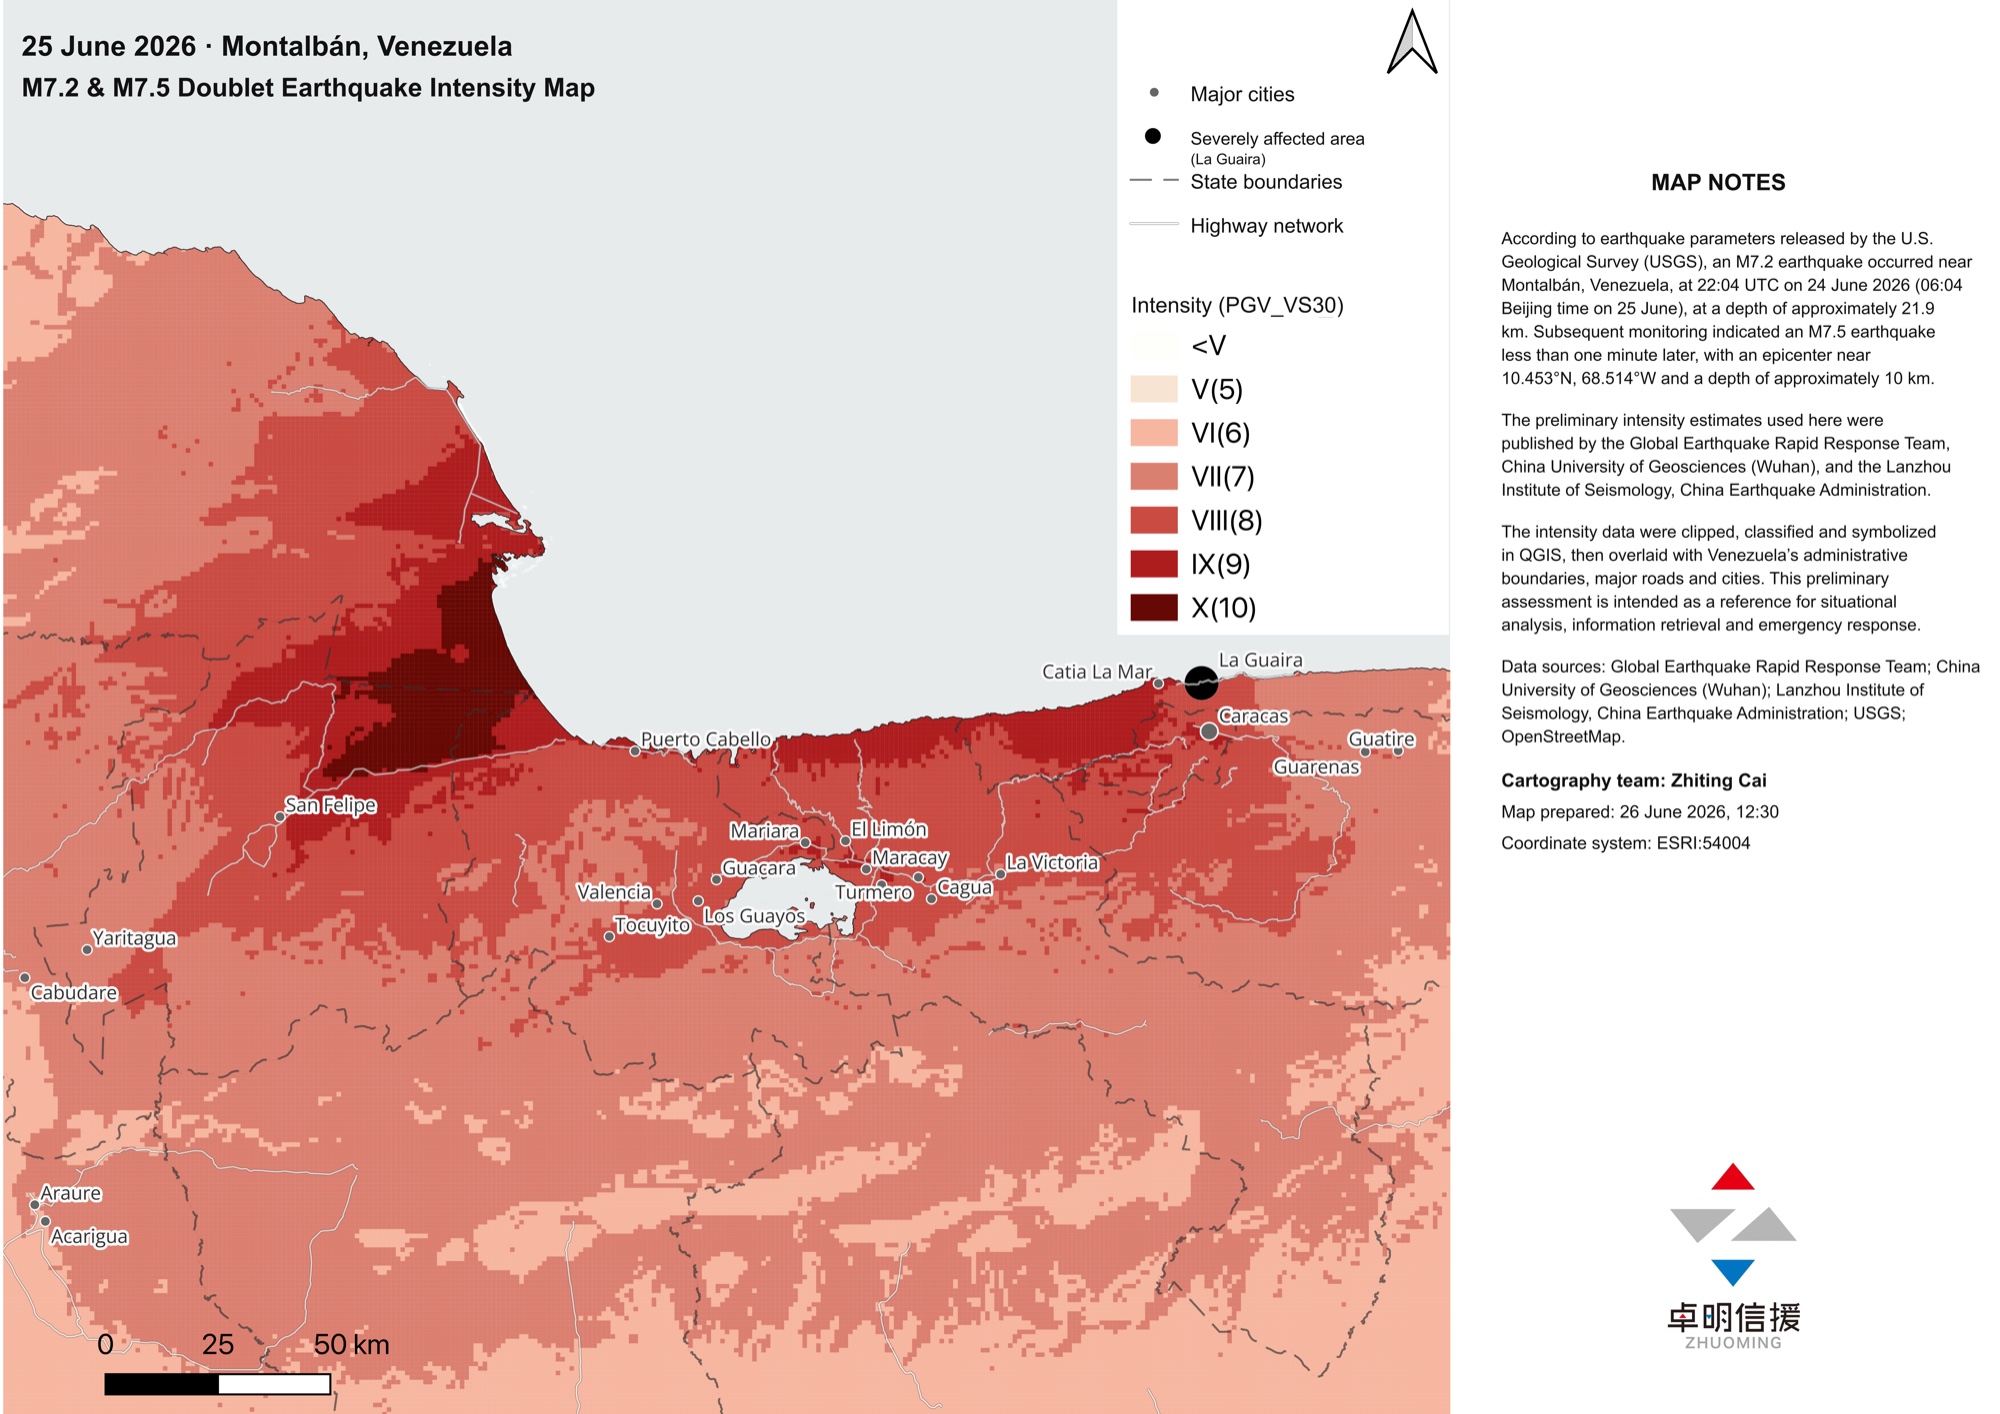 25 June 2026 · Montalbán, Venezuela
M7.2 & M7.5 Doublet Earthquake Intensity Map
Major cities
Severely affected area
(La Guaira)
State boundaries
Highway network
Intensity (PGV_VS30)
<V
V(5)
VI(6)
VII(7)
VIII(8)
IX(9)
X(10)
La Guaira
Catia La Mar
Caracas
Puerto Cabello
Guatire
Guarenas
San Felipe
Mariara
El Limón
Maracay
La Victoria
Guacara
Valencia
Turmero
Cagua
Los Guayos
Tocuyito
Yaritagua
Cabudare
Araure
Acarigua
0 25 50 km
MAP NOTES
According to earthquake parameters released by the U.S.
Geological Survey (USGS), an M7.2 earthquake occurred near
Montalbán, Venezuela, at 22:04 UTC on 24 June 2026 (06:04
Beijing time on 25 June), at a depth of approximately 21.9
km. Subsequent monitoring indicated an M7.5 earthquake
less than one minute later, with an epicenter near
10.453°N, 68.514°W and a depth of approximately 10 km.
The preliminary intensity estimates used here were
published by the Global Earthquake Rapid Response Team,
China University of Geosciences (Wuhan), and the Lanzhou
Institute of Seismology, China Earthquake Administration.
The intensity data were clipped, classified and symbolized
in QGIS, then overlaid with Venezuela's administrative
boundaries, major roads and cities. This preliminary
assessment is intended as a reference for situational
analysis, information retrieval and emergency response.
Data sources: Global Earthquake Rapid Response Team; China
University of Geosciences (Wuhan); Lanzhou Institute of
Seismology, China Earthquake Administration; USGS;
OpenStreetMap.
Cartography team: Zhiting Cai
Map prepared: 26 June 2026, 12:30
Coordinate system: ESRI:54004
卓明信援
ZHUOMING